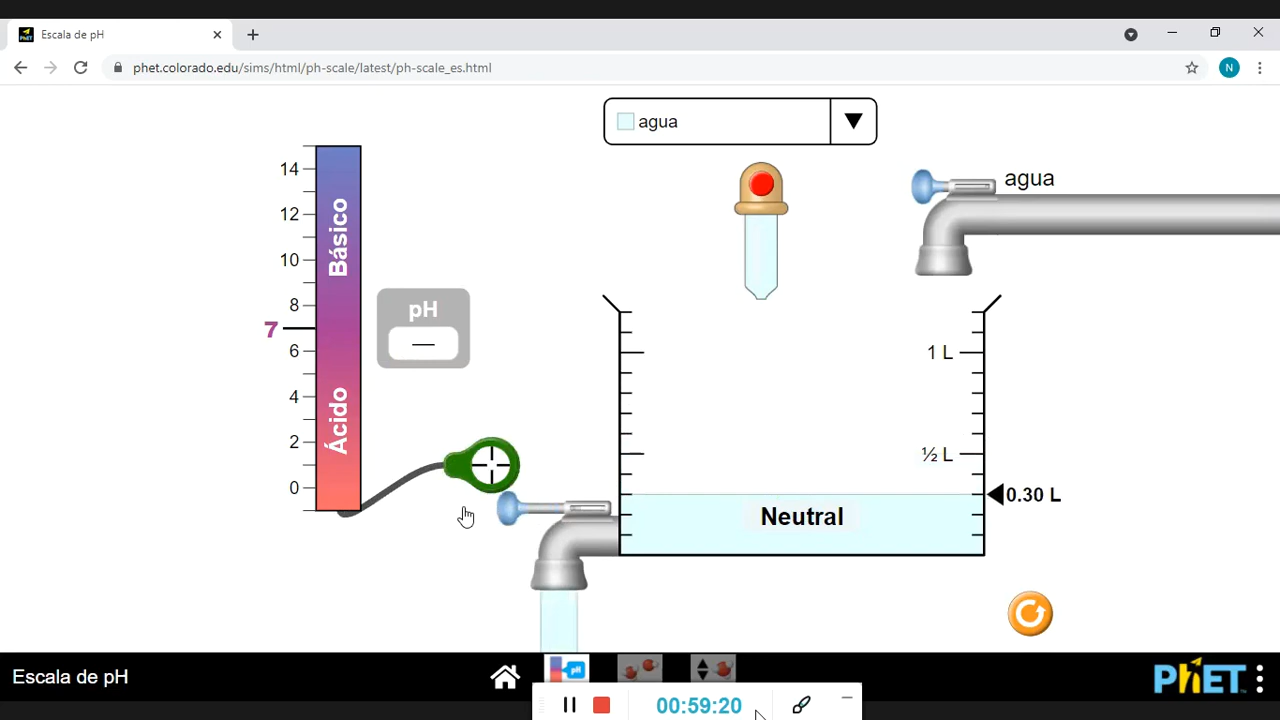 Escala de pH
phet.colorado.edu/sims/html/ph-scale/latest/ph-scale_es.html
N
agua
agua
14
12
10
8
7
6
4
2
0
Básico
Ácido
pH
—
1 L
½ L
0.30 L
Neutral
Escala de pH
pH
PhET
00:59:20